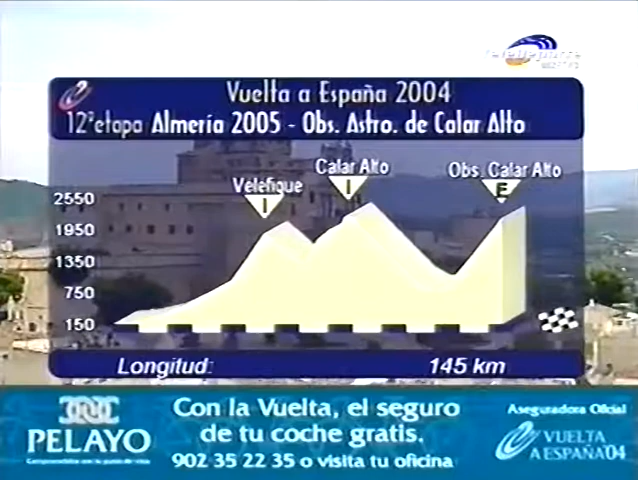 teledeporte
Vuelta a España 2004
12ªetapa Almería 2005 - Obs. Astro. de Calar Alto
Calar Alto
Velefique
Obs. Calar Alto
I
I
E
2550
1950
1350
750
150
Longitud: 145 km
PELAYO
Con la Vuelta, el seguro
de tu coche gratis.
902 35 22 35 o visita tu oficina
Aseguradora Oficial
VUELTA
A ESPAÑA'04